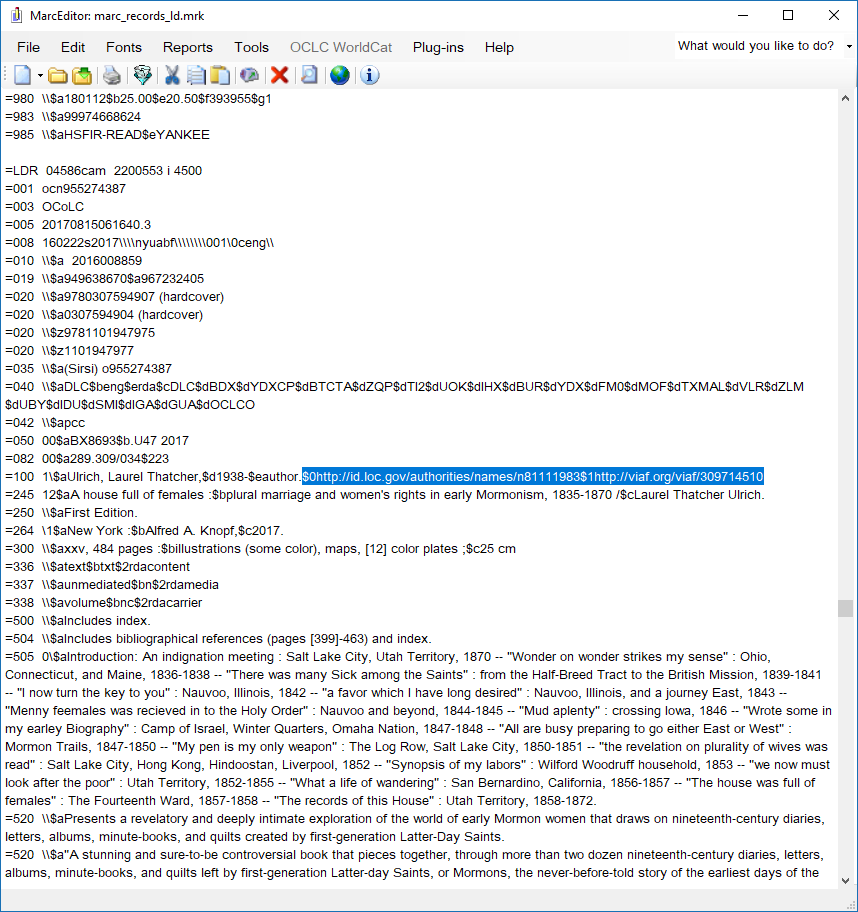 MarcEditor: marc_records_ld.mrk
File Edit Fonts Reports Tools OCLC WorldCat Plug-ins Help What would you like to do?
=980 \\$a180112$b25.00$e20.50$f393955$g1
=983 \\$a99974668624
=985 \\$aHSFIR-READ$eYANKEE
=LDR 04586cam 2200553 i 4500
=001 ocn955274387
=003 OCoLC
=005 20170815061640.3
=008 160222s2017\\\\nyuabf\\\\\\\\001\0ceng\\
=010 \\$a 2016008859
=019 \\$a949638670$a967232405
=020 \\$a9780307594907 (hardcover)
=020 \\$a0307594904 (hardcover)
=020 \\$z9781101947975
=020 \\$z1101947977
=035 \\$a(Sirsi) o955274387
=040 \\$aDLC$beng$erda$cDLC$dBDX$dYDXCP$dBTCTA$dZQP$dTI2$dUOK$dIHX$dBUR$dYDX$dFM0$dMOF$dTXMAL$dVLR$dZLM
$dUBY$dIDU$dSMI$dIGA$dGUA$dOCLCO
=042 \\$apcc
=050 00$aBX8693$b.U47 2017
=082 00$a289.309/034$223
=100 1\$aUlrich, Laurel Thatcher,$d1938-$eauthor.$0http://id.loc.gov/authorities/names/n81111983$1http://viaf.org/viaf/309714510
=245 12$aA house full of females :$bplural marriage and women's rights in early Mormonism, 1835-1870 /$cLaurel Thatcher Ulrich.
=250 \\$aFirst Edition.
=264 \1$aNew York :$bAlfred A. Knopf,$c2017.
=300 \\$axxv, 484 pages :$billustrations (some color), maps, [12] color plates ;$c25 cm
=336 \\$atext$btxt$2rdacontent
=337 \\$aunmediated$bn$2rdamedia
=338 \\$avolume$bnc$2rdacarrier
=500 \\$aIncludes index.
=504 \\$aIncludes bibliographical references (pages [399]-463) and index.
=505 0\$aIntroduction: An indignation meeting : Salt Lake City, Utah Territory, 1870 -- "Wonder on wonder strikes my sense" : Ohio,
Connecticut, and Maine, 1836-1838 -- "There was many Sick among the Saints" : from the Half-Breed Tract to the British Mission, 1839-1841
-- "I now turn the key to you" : Nauvoo, Illinois, 1842 -- "a favor which I have long desired" : Nauvoo, Illinois, and a journey East, 1843 --
"Menny feemales was recieved in to the Holy Order" : Nauvoo and beyond, 1844-1845 -- "Mud aplenty" : crossing Iowa, 1846 -- "Wrote some in
my earley Biography" : Camp of Israel, Winter Quarters, Omaha Nation, 1847-1848 -- "All are busy preparing to go either East or West" :
Mormon Trails, 1847-1850 -- "My pen is my only weapon" : The Log Row, Salt Lake City, 1850-1851 -- "the revelation on plurality of wives was
read" : Salt Lake City, Hong Kong, Hindoostan, Liverpool, 1852 -- "Synopsis of my labors" : Wilford Woodruff household, 1853 -- "we now must
look after the poor" : Utah Territory, 1852-1855 -- "What a life of wandering" : San Bernardino, California, 1856-1857 -- "The house was full of
females" : The Fourteenth Ward, 1857-1858 -- "The records of this House" : Utah Territory, 1858-1872.
=520 \\$aPresents a revelatory and deeply intimate exploration of the world of early Mormon women that draws on nineteenth-century diaries,
letters, albums, minute-books, and quilts created by first-generation Latter-Day Saints.
=520 \\$a"A stunning and sure-to-be controversial book that pieces together, through more than two dozen nineteenth-century diaries, letters,
albums, minute-books, and quilts left by first-generation Latter-day Saints, or Mormons, the never-before-told story of the earliest days of the